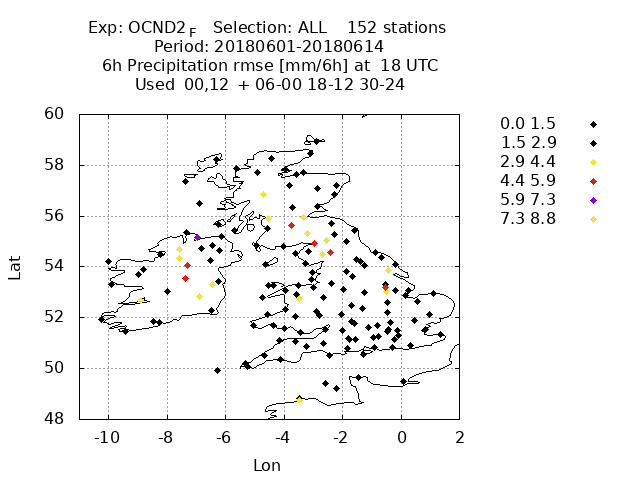 Exp: OCND2 F   Selection: ALL    152 stations
Period: 20180601-20180614
6h Precipitation rmse [mm/6h] at  18 UTC
Used  00,12  + 06-00 18-12 30-24
60
58
56
54
52
50
48
Lat
-10 -8 -6 -4 -2 0 2
Lon
0.0 1.5
1.5 2.9
2.9 4.4
4.4 5.9
5.9 7.3
7.3 8.8